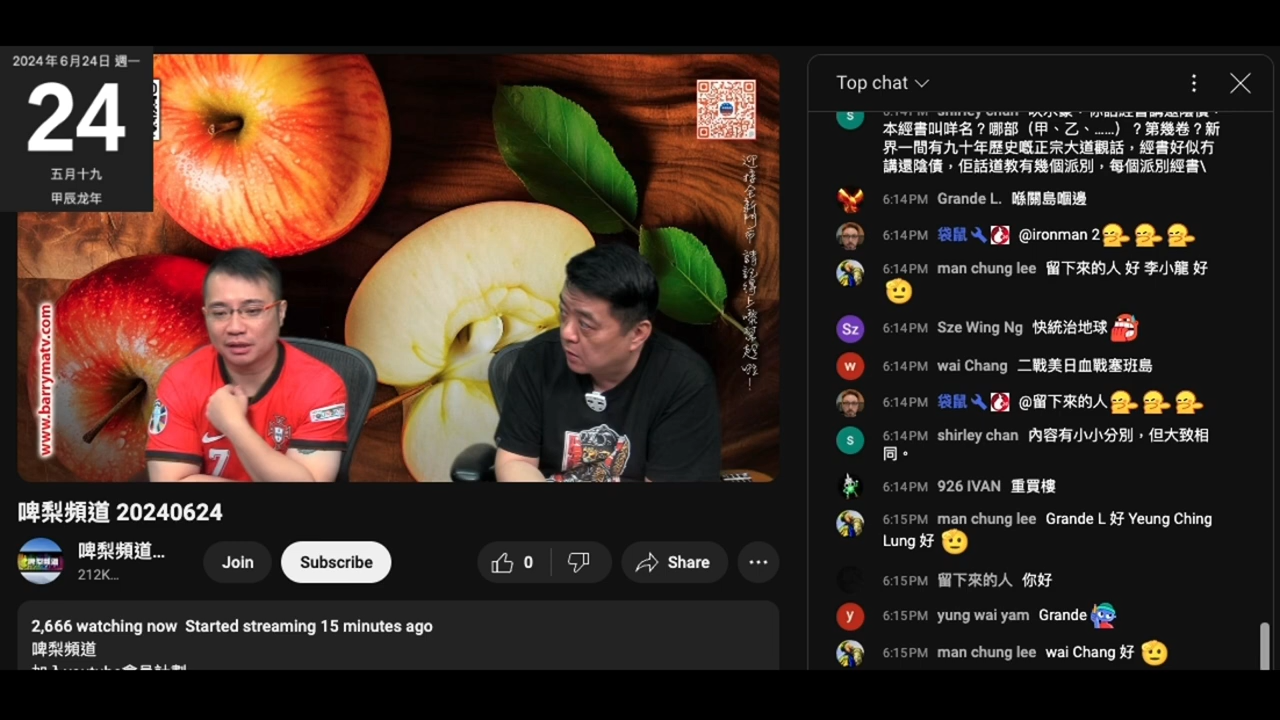 2024年6月24日 週一
24
五月十九
甲辰龙年
www.barrymatv.com
7
啤梨頻道 20240624
啤梨頻道...
212K...
Join
Subscribe
0
Share
2,666 watching now Started streaming 15 minutes ago
啤梨頻道
Top chat
本經書叫咩名？哪部（甲、乙、……）？第幾卷？新
界一間有九十年歷史嘅正宗大道觀話，經書好似冇
講還陰債，佢話道教有幾個派別，每個派別經書\
6:14PM Grande L. 喺關島嗰邊
6:14PM 袋鼠 @ironman 2
6:14PM man chung lee 留下來的人 好 李小龍 好
6:14PM Sze Wing Ng 快統治地球
6:14PM wai Chang 二戰美日血戰塞班島
6:14PM 袋鼠 @留下來的人
6:14PM shirley chan 內容有小小分別，但大致相
同。
6:14PM 926 IVAN 重買樓
6:15PM man chung lee Grande L 好 Yeung Ching
Lung 好
6:15PM 留下來的人 你好
6:15PM yung wai yam Grande
6:15PM man chung lee wai Chang 好